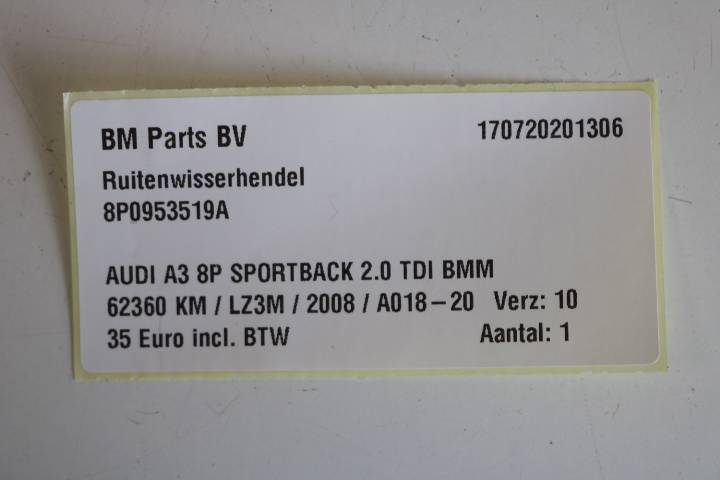 BM Parts BV 170720201306
Ruitenwisserhendel
8P0953519A
AUDI A3 8P SPORTBACK 2.0 TDI BMM
62360 KM / LZ3M / 2008 / A018-20 Verz: 10
35 Euro incl. BTW Aantal: 1